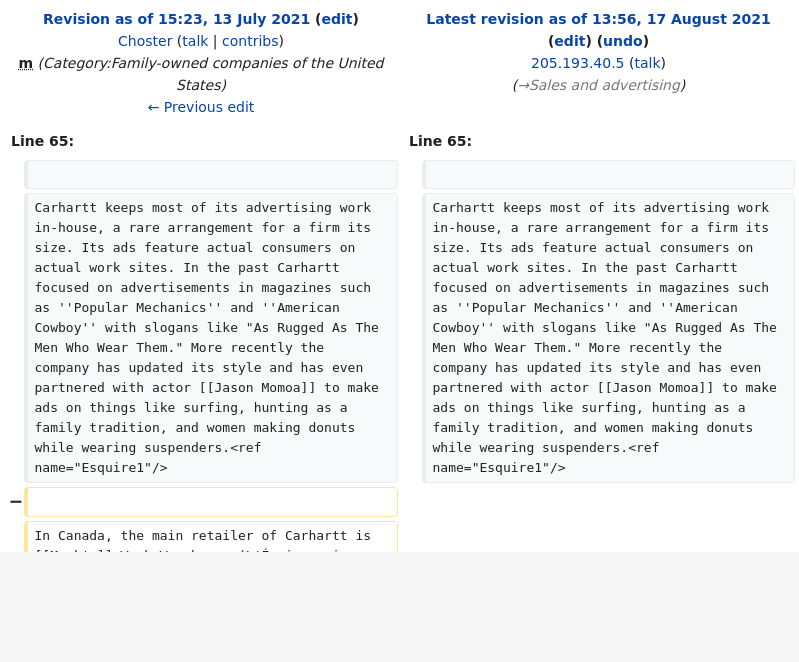 Revision as of 15:23, 13 July 2021 (edit)
Choster (talk | contribs)
m (Category:Family-owned companies of the United
States)
← Previous edit
Latest revision as of 13:56, 17 August 2021
(edit) (undo)
205.193.40.5 (talk)
(→Sales and advertising)
Line 65:
Line 65:
Carhartt keeps most of its advertising work
in-house, a rare arrangement for a firm its
size. Its ads feature actual consumers on
actual work sites. In the past Carhartt
focused on advertisements in magazines such
as ''Popular Mechanics'' and ''American
Cowboy'' with slogans like "As Rugged As The
Men Who Wear Them." More recently the
company has updated its style and has even
partnered with actor [[Jason Momoa]] to make
ads on things like surfing, hunting as a
family tradition, and women making donuts
while wearing suspenders.<ref
name="Esquire1"/>
Carhartt keeps most of its advertising work
in-house, a rare arrangement for a firm its
size. Its ads feature actual consumers on
actual work sites. In the past Carhartt
focused on advertisements in magazines such
as ''Popular Mechanics'' and ''American
Cowboy'' with slogans like "As Rugged As The
Men Who Wear Them." More recently the
company has updated its style and has even
partnered with actor [[Jason Momoa]] to make
ads on things like surfing, hunting as a
family tradition, and women making donuts
while wearing suspenders.<ref
name="Esquire1"/>
−
In Canada, the main retailer of Carhartt is